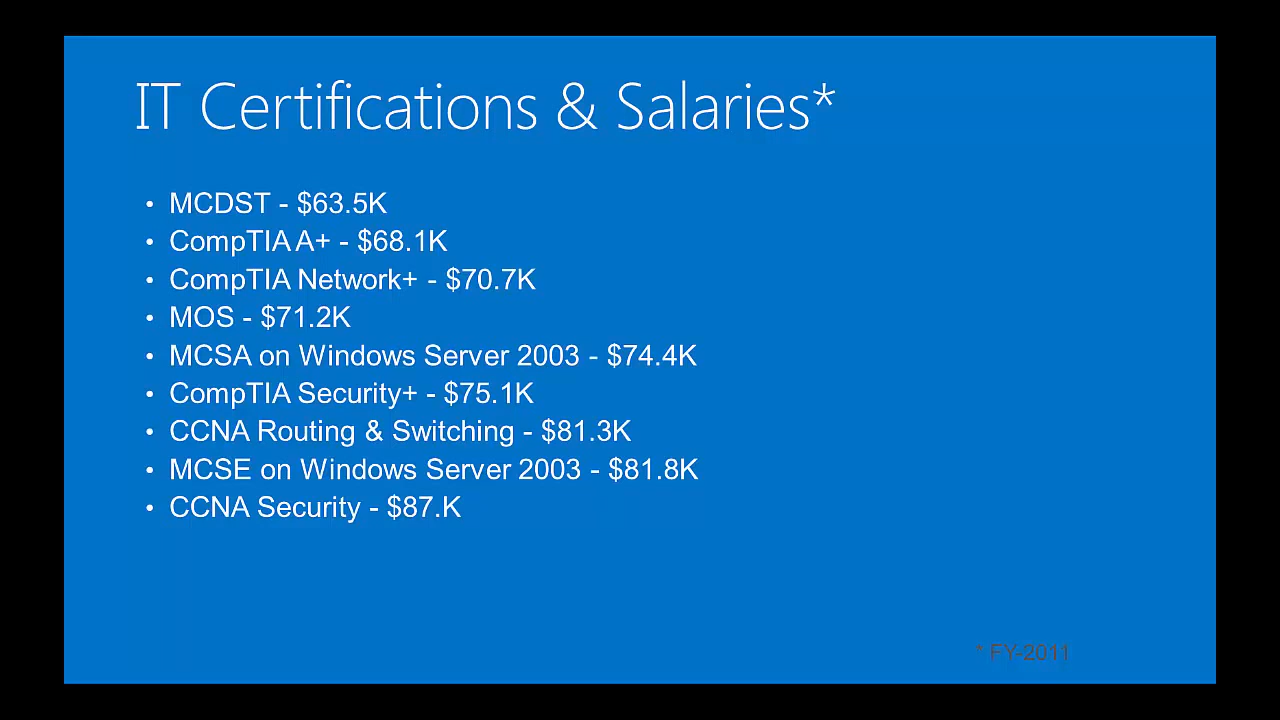 IT Certifications & Salaries*
• MCDST - $63.5K
• CompTIA A+ - $68.1K
• CompTIA Network+ - $70.7K
• MOS - $71.2K
• MCSA on Windows Server 2003 - $74.4K
• CompTIA Security+ - $75.1K
• CCNA Routing & Switching - $81.3K
• MCSE on Windows Server 2003 - $81.8K
• CCNA Security - $87.K
* FY-2011